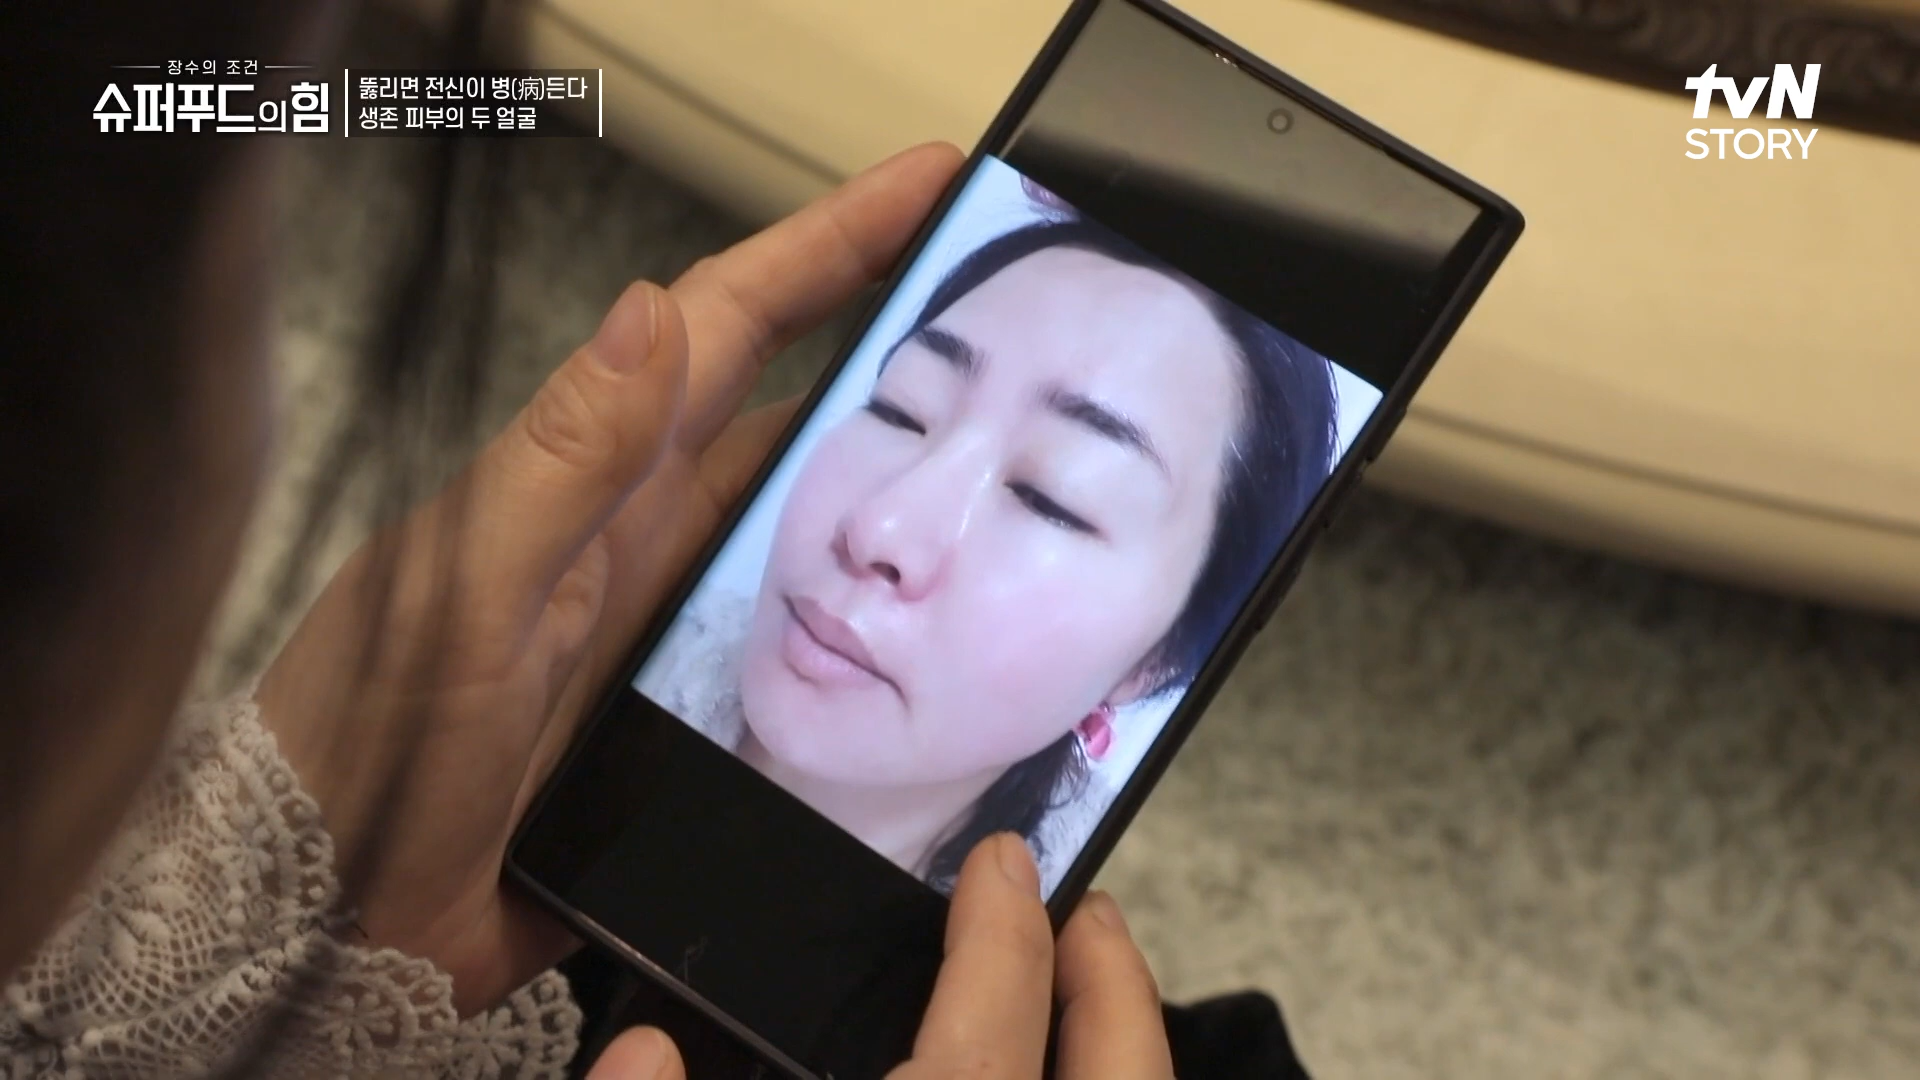 장수의 조건
슈퍼푸드의 힘
뚫리면 전신이 병(病)든다
생존 피부의 두 얼굴
tvN
STORY